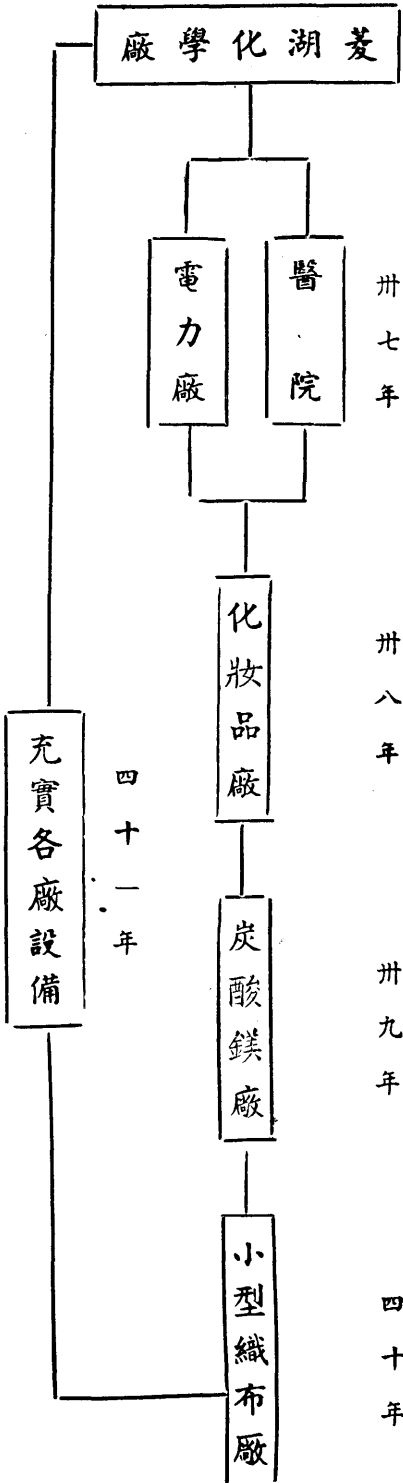 菱湖化學廠
卅七年
醫院
電力廠
卅八年
化妝品廠
卅九年
炭酸鎂廠
四十年
小型織布廠
四十一年
充實各廠設備